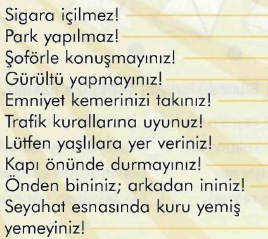 Sigara içilmez!
Park yapılmaz!
Şoförle konuşmayınız!
Gürültü yapmayınız!
Emniyet kemerinizi takınız!
Trafik kurallarına uyunuz!
Lütfen yaşlılara yer veriniz!
Kapı önünde durmayınız!
Önden bininiz; arkadan ininiz!
Seyahat esnasında kuru yemiş
yemeyiniz!